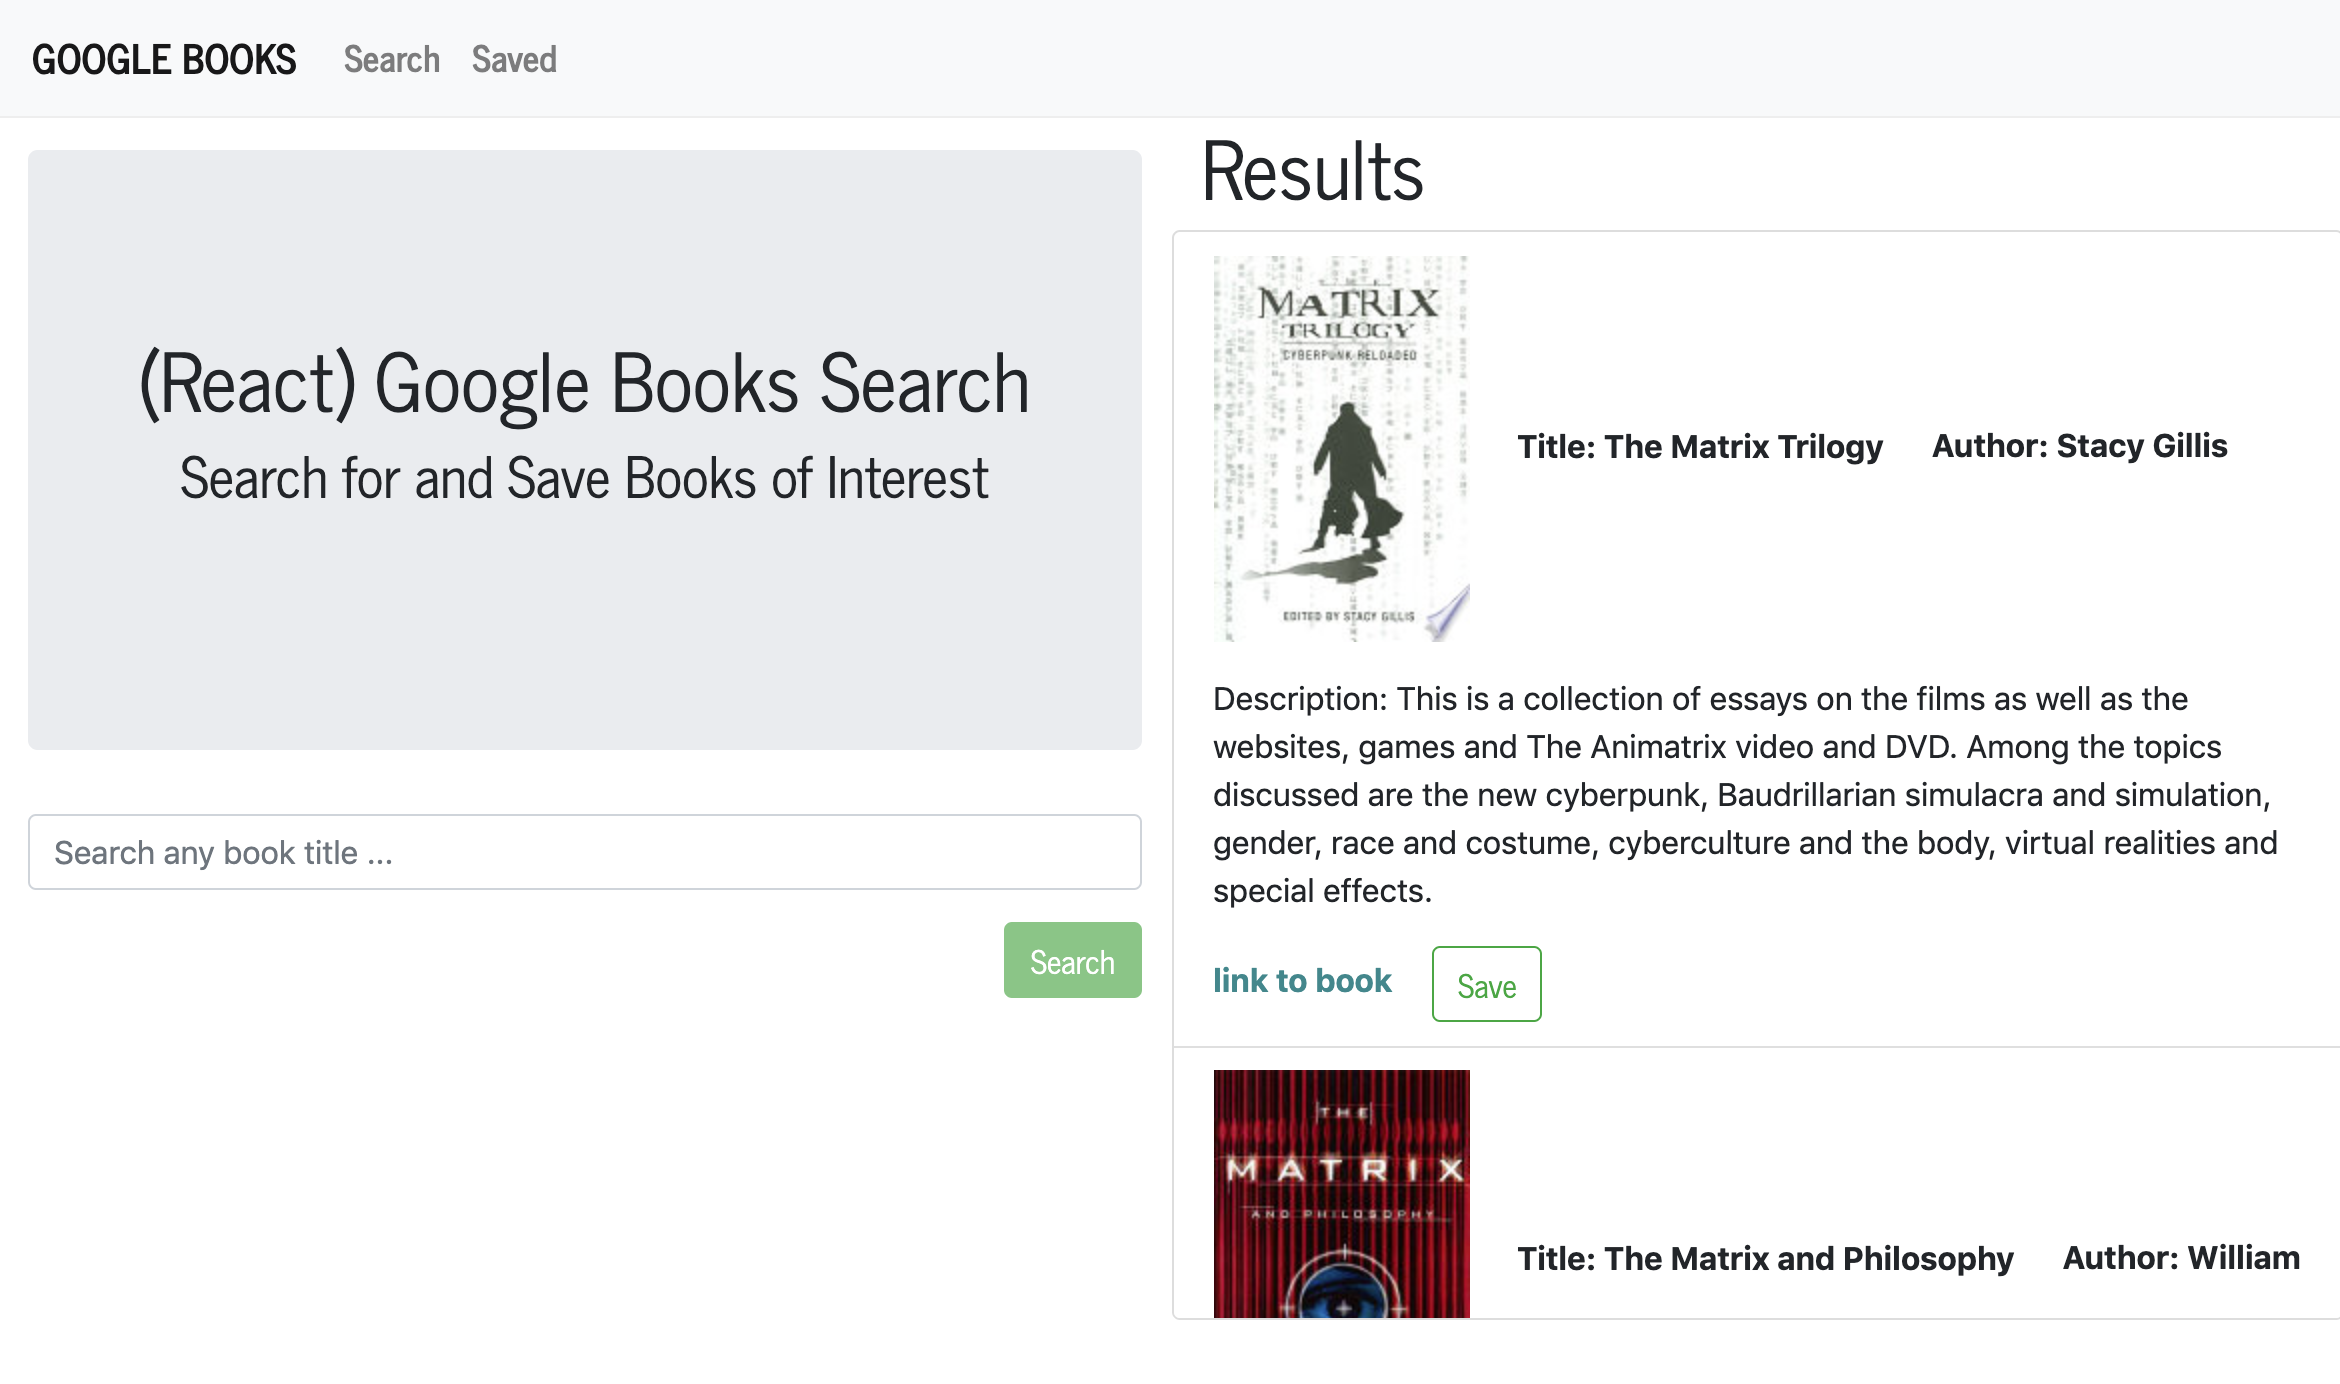 GOOGLE BOOKS Search Saved
(React) Google Books Search
Search for and Save Books of Interest
Search any book title ...
Search
Results
MATRIX
TRILOGY
CYBERPUNK RELOADED
EDITED BY STACY GILLIS
Title: The Matrix Trilogy Author: Stacy Gillis
Description: This is a collection of essays on the films as well as the
websites, games and The Animatrix video and DVD. Among the topics
discussed are the new cyberpunk, Baudrillarian simulacra and simulation,
gender, race and costume, cyberculture and the body, virtual realities and
special effects.
link to book Save
THE
MATRIX
AND PHILOSOPHY
Title: The Matrix and Philosophy Author: William